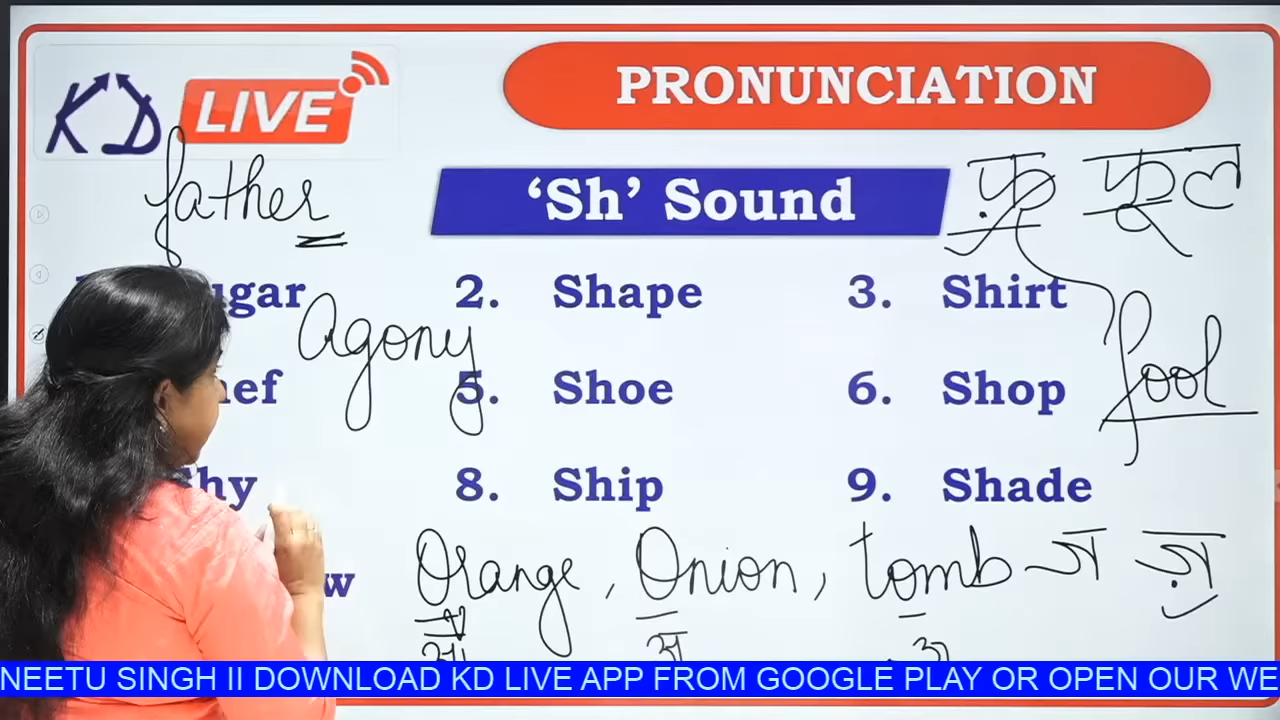 KD LIVE
PRONUNCIATION
father
'Sh' Sound
फ़ फूल
ugar
2. Shape
3. Shirt
Agony
fool
hef
5. Shoe
6. Shop
Shy
8. Ship
9. Shade
w
Orange, Onion, tomb ज ज़
ऑ अ
NEETU SINGH II DOWNLOAD KD LIVE APP FROM GOOGLE PLAY OR OPEN OUR WE